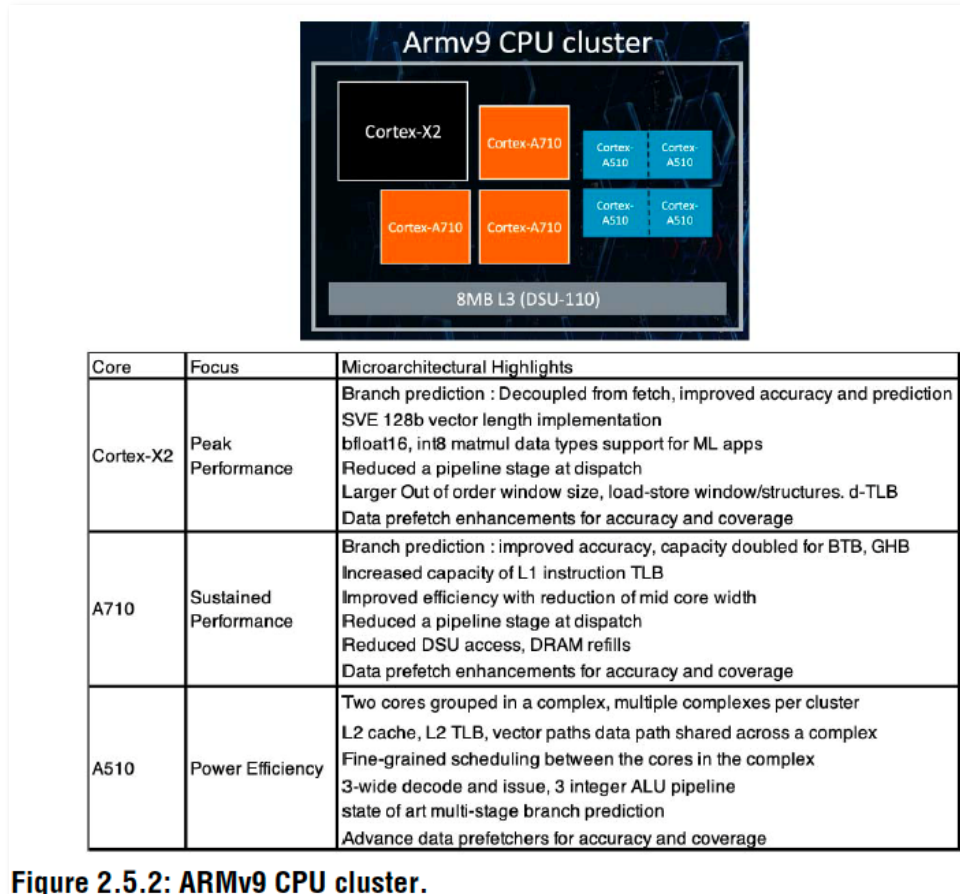 Armv9 CPU cluster
Cortex-X2
Cortex-A710
Cortex-
A510
Cortex-
A510
Cortex-A710
Cortex-A710
Cortex-
A510
Cortex-
A510
8MB L3 (DSU-110)
Core Focus Microarchitectural Highlights
Cortex-X2
Peak
Performance
Branch prediction : Decoupled from fetch, improved accuracy and prediction
SVE 128b vector length implementation
bfloat16, int8 matmul data types support for ML apps
Reduced a pipeline stage at dispatch
Larger Out of order window size, load-store window/structures. d-TLB
Data prefetch enhancements for accuracy and coverage
A710
Sustained
Performance
Branch prediction : improved accuracy, capacity doubled for BTB, GHB
Increased capacity of L1 instruction TLB
Improved efficiency with reduction of mid core width
Reduced a pipeline stage at dispatch
Reduced DSU access, DRAM refills
Data prefetch enhancements for accuracy and coverage
A510
Power Efficiency
Two cores grouped in a complex, multiple complexes per cluster
L2 cache, L2 TLB, vector paths data path shared across a complex
Fine-grained scheduling between the cores in the complex
3-wide decode and issue, 3 integer ALU pipeline
state of art multi-stage branch prediction
Advance data prefetchers for accuracy and coverage
Figure 2.5.2: ARMv9 CPU cluster.